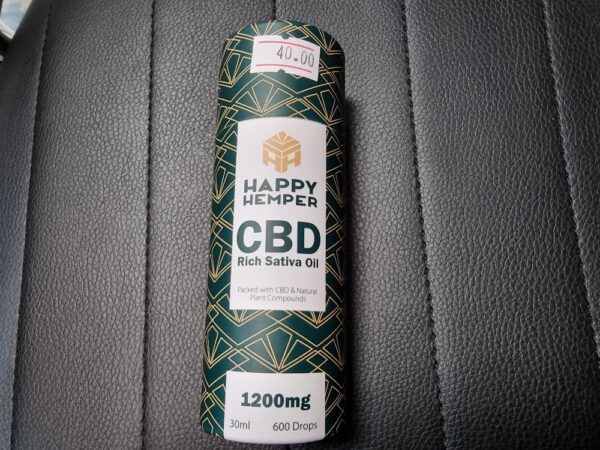 40.00
HAPPY
HEMPER
CBD
Rich Sativa Oil
Packed with CBD & Natural
Plant Compounds
1200mg
30ml 600 Drops